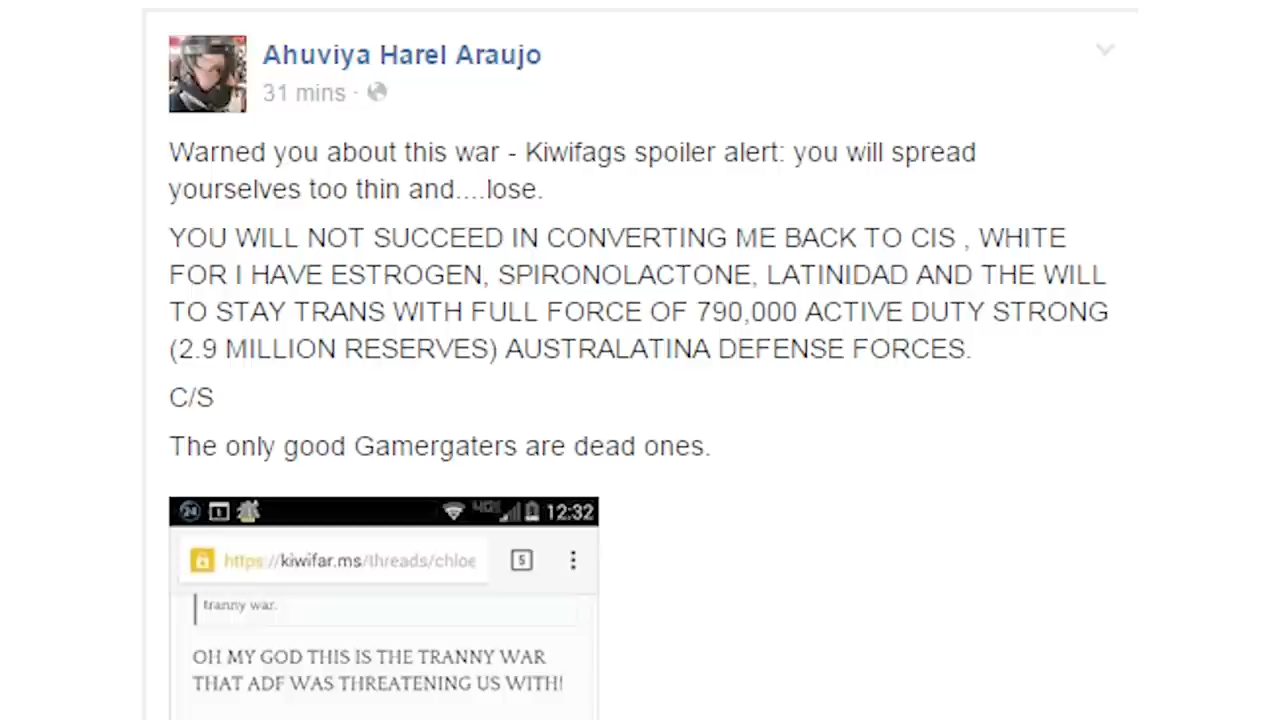 Ahuviya Harel Araujo
31 mins ·
Warned you about this war - Kiwifags spoiler alert: you will spread
yourselves too thin and....lose.
YOU WILL NOT SUCCEED IN CONVERTING ME BACK TO CIS , WHITE
FOR I HAVE ESTROGEN, SPIRONOLACTONE, LATINIDAD AND THE WILL
TO STAY TRANS WITH FULL FORCE OF 790,000 ACTIVE DUTY STRONG
(2.9 MILLION RESERVES) AUSTRALATINA DEFENSE FORCES.
C/S
The only good Gamergaters are dead ones.
24 1 4G 12:32
https://kiwifar.ms/threads/chloe 5
tranny war.
OH MY GOD THIS IS THE TRANNY WAR
THAT ADF WAS THREATENING US WITH!